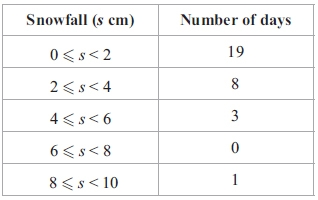 Snowfall (s cm) Number of days
0 ⩽ s < 2 19
2 ⩽ s < 4 8
4 ⩽ s < 6 3
6 ⩽ s < 8 0
8 ⩽ s < 10 1